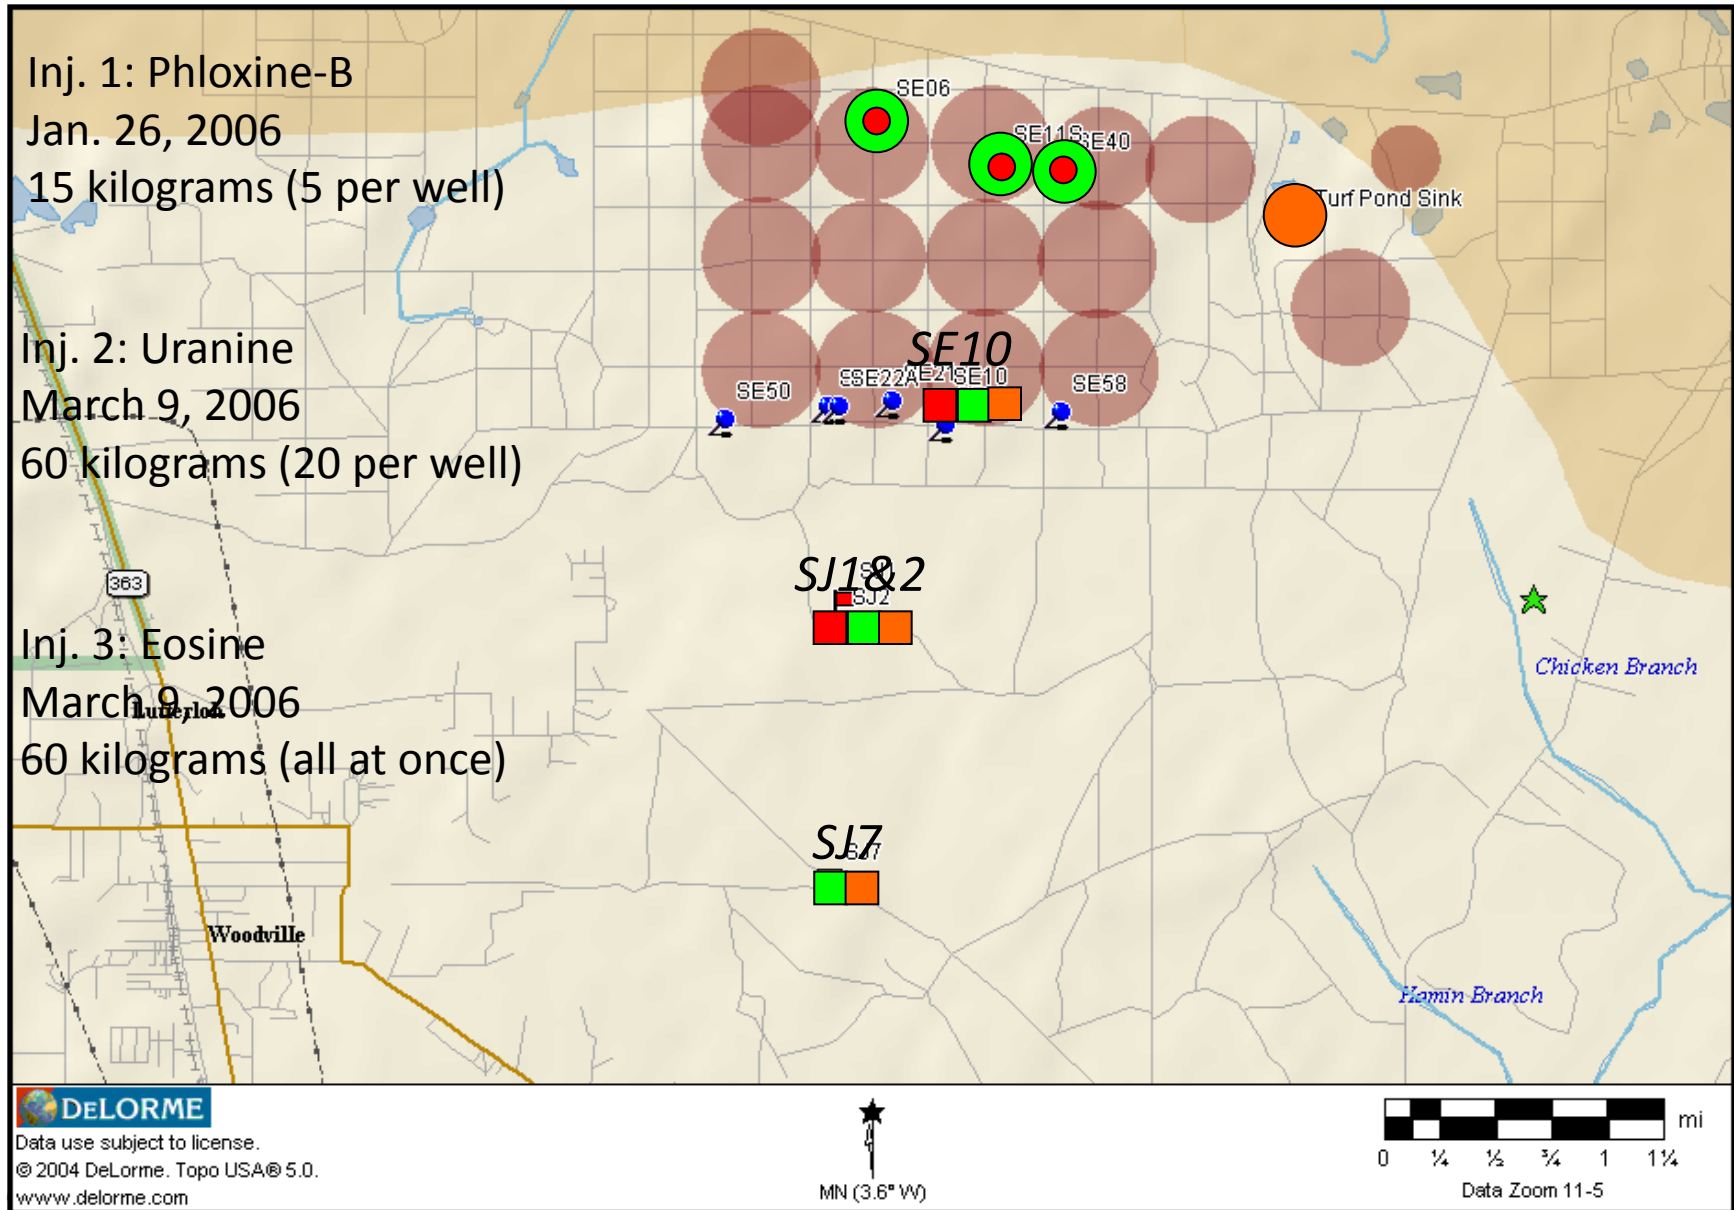 Inj. 1: Phloxine-B
Jan. 26, 2006
15 kilograms (5 per well)
SE06
SE11S
SE40
Turf Pond Sink
Inj. 2: Uranine
March 9, 2006
60 kilograms (20 per well)
SE10
SE50
SE22A
SE21
SE10
SE58
363
SJ1&2
SJ2
Inj. 3: Eosine
March 9, 2006
60 kilograms (all at once)
Chicken Branch
SJ7
SJ7
Woodville
Hamin Branch
DELORME
Data use subject to license.
© 2004 DeLorme. Topo USA® 5.0.
www.delorme.com
MN (3.6° W)
mi
0 ¼ ½ ¾ 1 1¼
Data Zoom 11-5